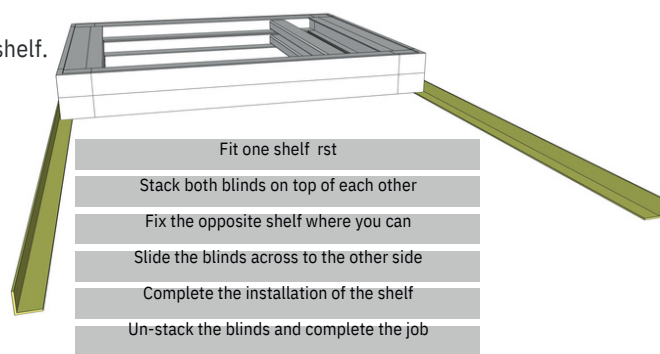 shelf.
Fit one shelf rst
Stack both blinds on top of each other
Fix the opposite shelf where you can
Slide the blinds across to the other side
Complete the installation of the shelf
Un-stack the blinds and complete the job